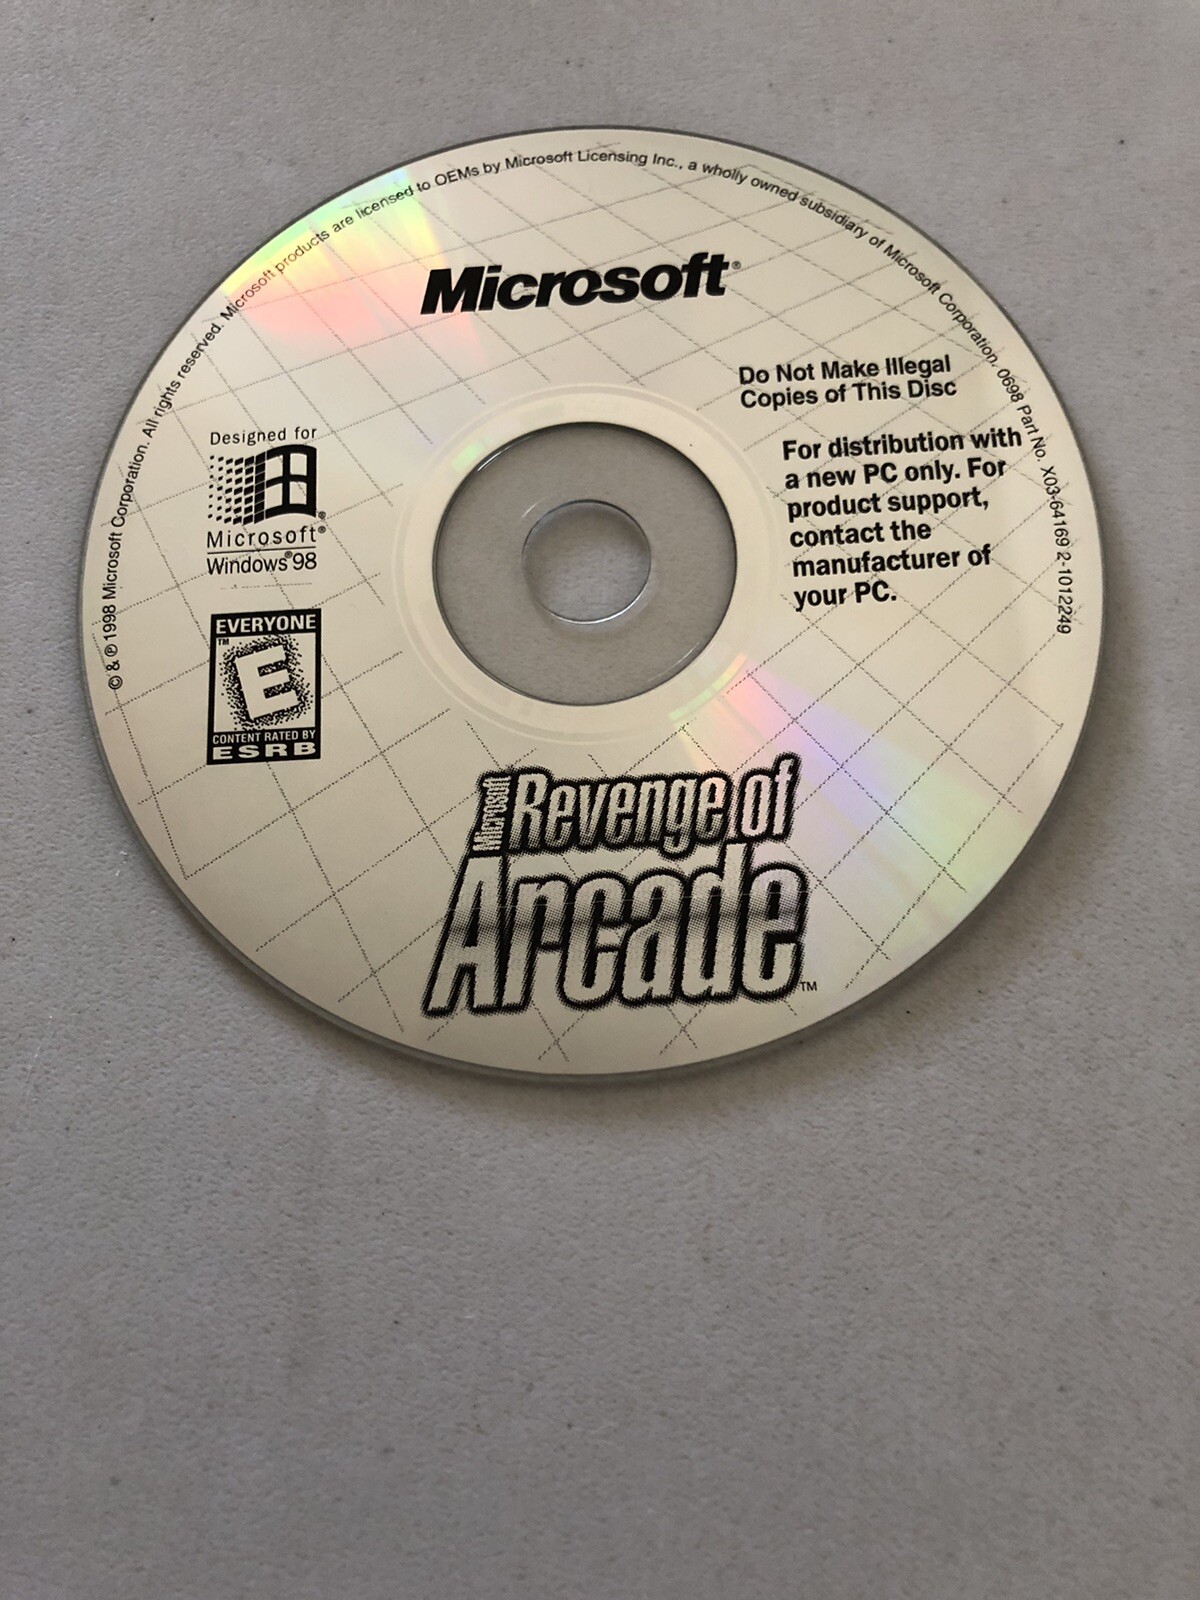 © & ℗ 1998 Microsoft Corporation. All rights reserved. Microsoft products are licensed to OEMs by Microsoft Licensing Inc., a wholly owned subsidiary of Microsoft Corporation. 0698 Part No. X03-64169 2-1012249
Microsoft®
Do Not Make Illegal
Copies of This Disc
For distribution with
a new PC only. For
product support,
contact the
manufacturer of
your PC.
Designed for
®
Microsoft®
Windows®98
EVERYONE
™
E
CONTENT RATED BY
ESRB
Microsoft
Revenge of
Arcade™